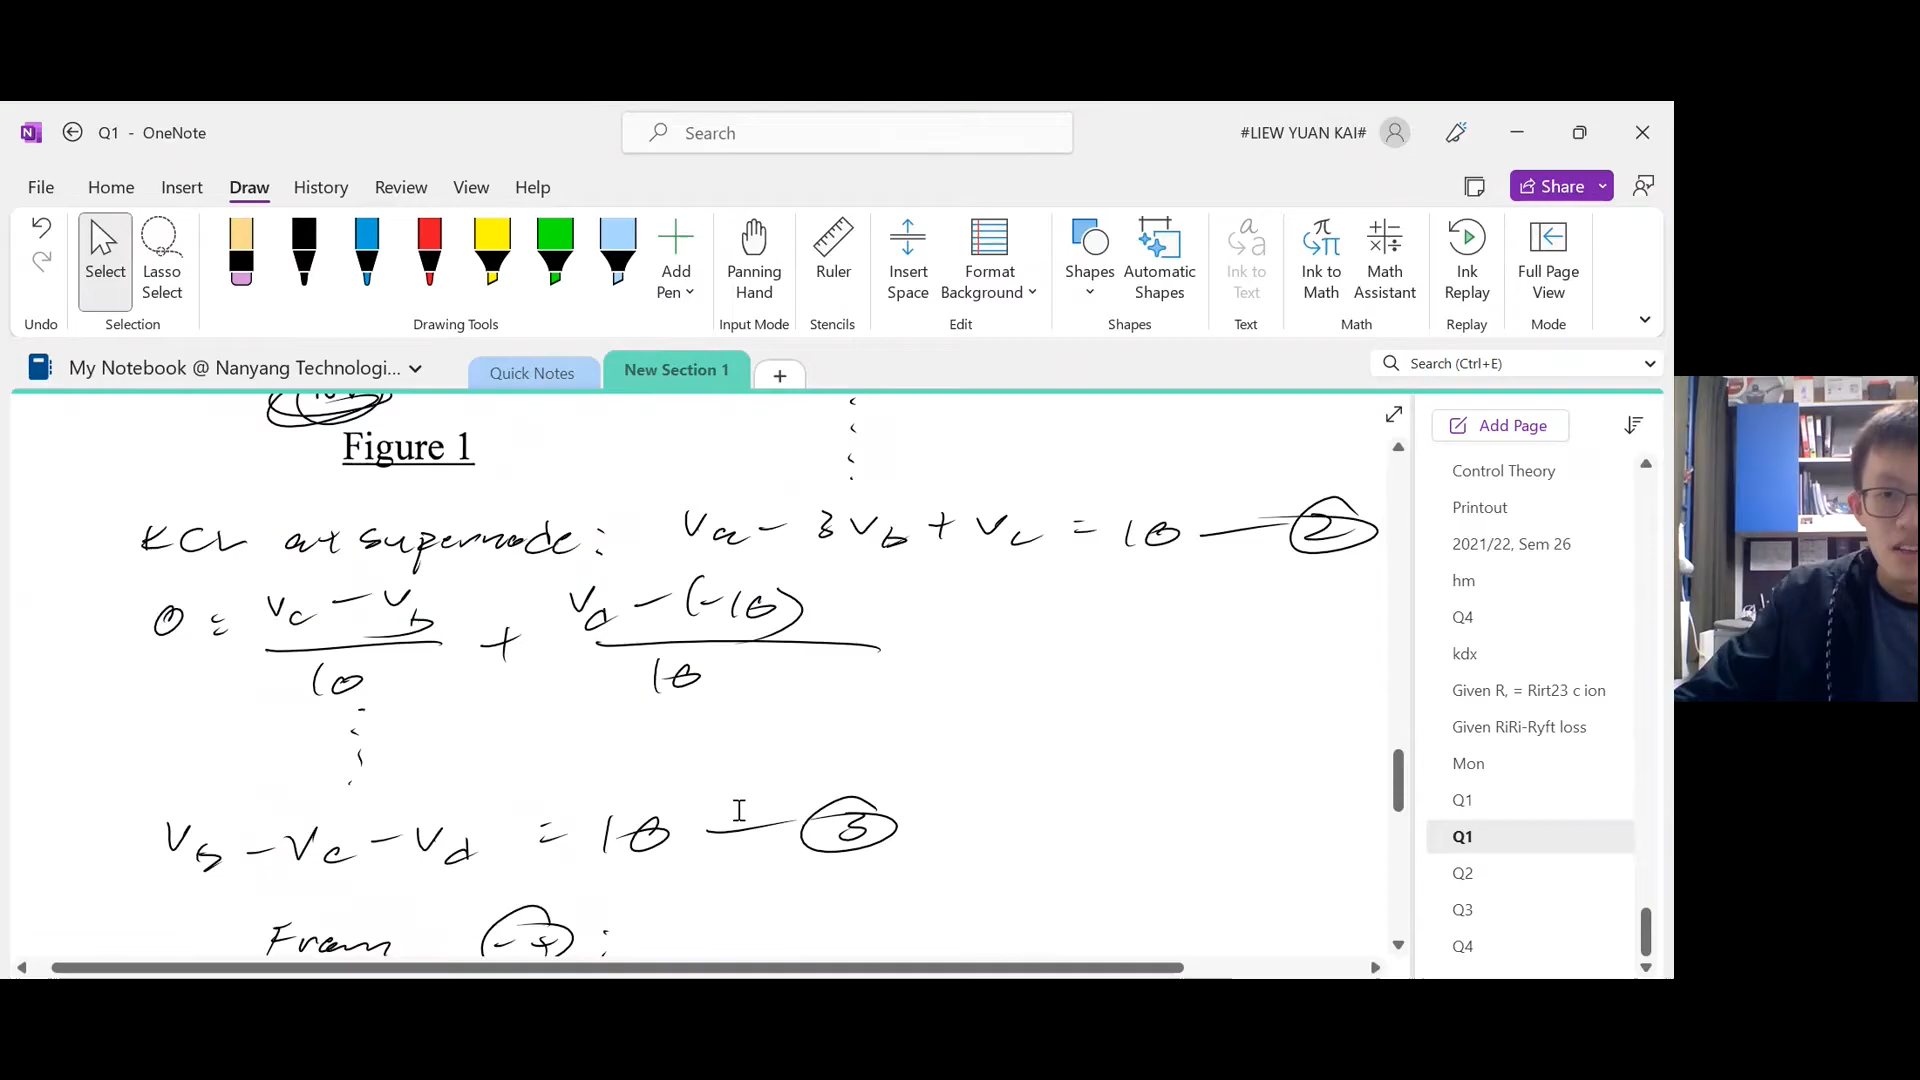 Q1 - OneNote
Search
#LIEW YUAN KAI#
File Home Insert Draw History Review View Help
Share
Select
Lasso Select
Add Pen
Panning Hand
Ruler
Insert Space
Format Background
Shapes
Automatic Shapes
Ink to Text
Ink to Math
Math Assistant
Ink Replay
Full Page View
Undo Selection Drawing Tools Input Mode Stencils Edit Shapes Text Math Replay Mode
My Notebook @ Nanyang Technologi...
Quick Notes
New Section 1
Search (Ctrl+E)
Figure 1
KCL at supernode: Va - 3Vb + Vc = 10 — 2
0 = (Vc - Vb)/10 + (Vd - (-10))/10
Vb - Vc - Vd = 10 — 3
From :
Add Page
Control Theory
Printout
2021/22, Sem 26
hm
Q4
kdx
Given R, = Rirt23 c ion
Given RiRi-Ryft loss
Mon
Q1
Q1
Q2
Q3
Q4